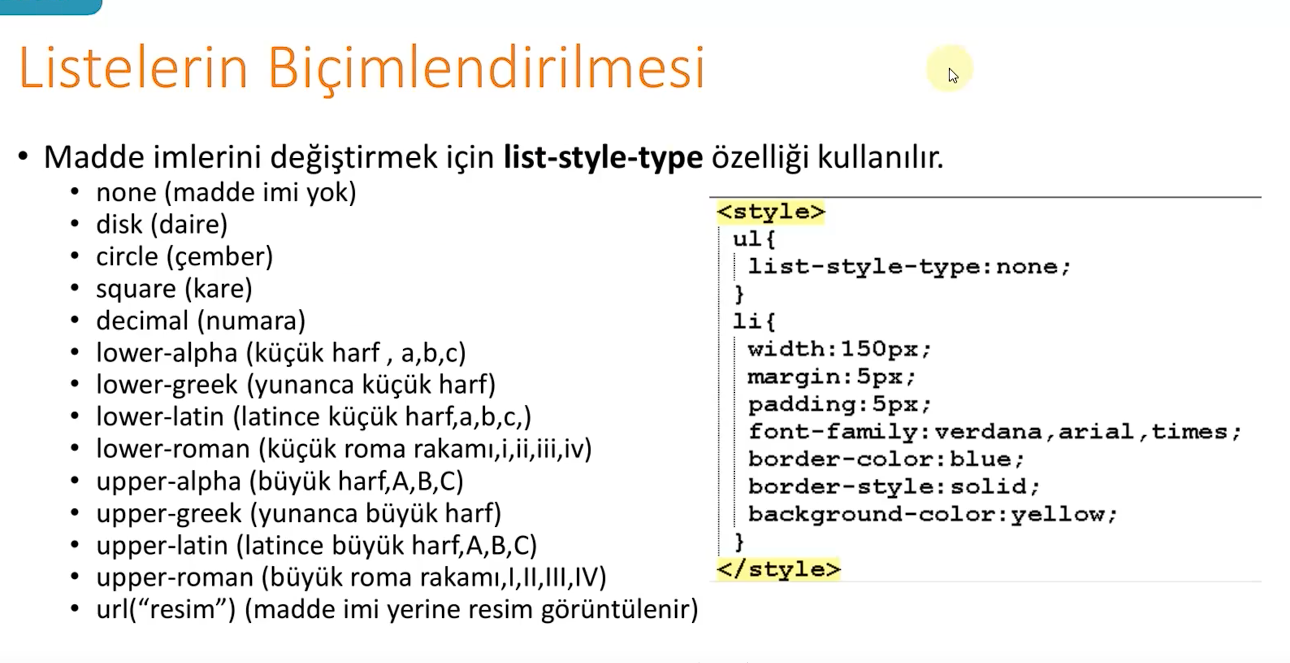 Listelerin Biçimlendirilmesi
• Madde imlerini değiştirmek için list-style-type özelliği kullanılır.
• none (madde imi yok)
• disk (daire)
• circle (çember)
• square (kare)
• decimal (numara)
• lower-alpha (küçük harf , a,b,c)
• lower-greek (yunanca küçük harf)
• lower-latin (latince küçük harf,a,b,c,)
• lower-roman (küçük roma rakamı,i,ii,iii,iv)
• upper-alpha (büyük harf,A,B,C)
• upper-greek (yunanca büyük harf)
• upper-latin (latince büyük harf,A,B,C)
• upper-roman (büyük roma rakamı,I,II,III,IV)
• url(“resim”) (madde imi yerine resim görüntülenir)
<style>
ul{
list-style-type:none;
}
li{
width:150px;
margin:5px;
padding:5px;
font-family:verdana,arial,times;
border-color:blue;
border-style:solid;
background-color:yellow;
}
</style>